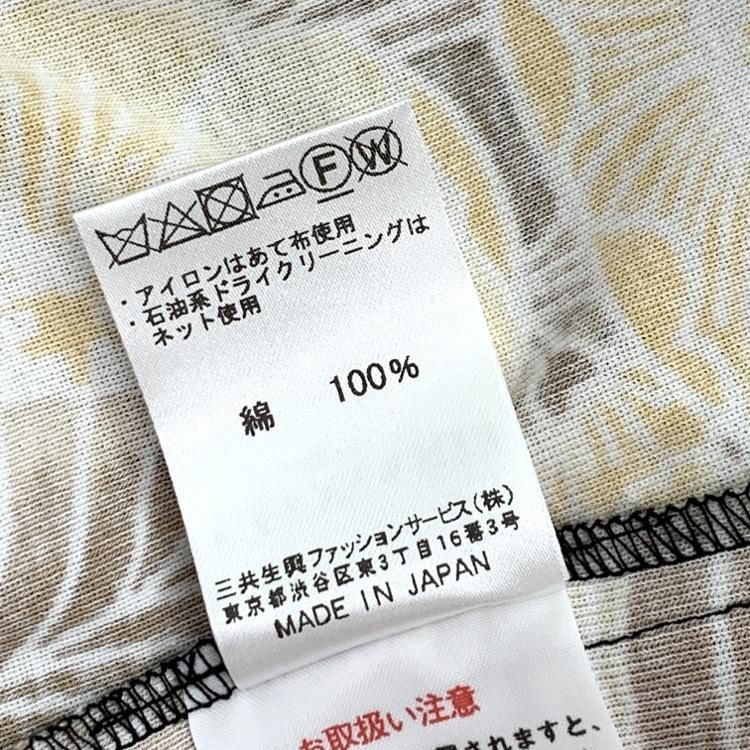 F W
・アイロンはあて布使用
・石油系ドライクリーニングは
ネット使用
綿 100%
三共生興ファッションサービス(株)
東京都渋谷区東3丁目16番3号
MADE IN JAPAN
お取扱い注意
されますと、